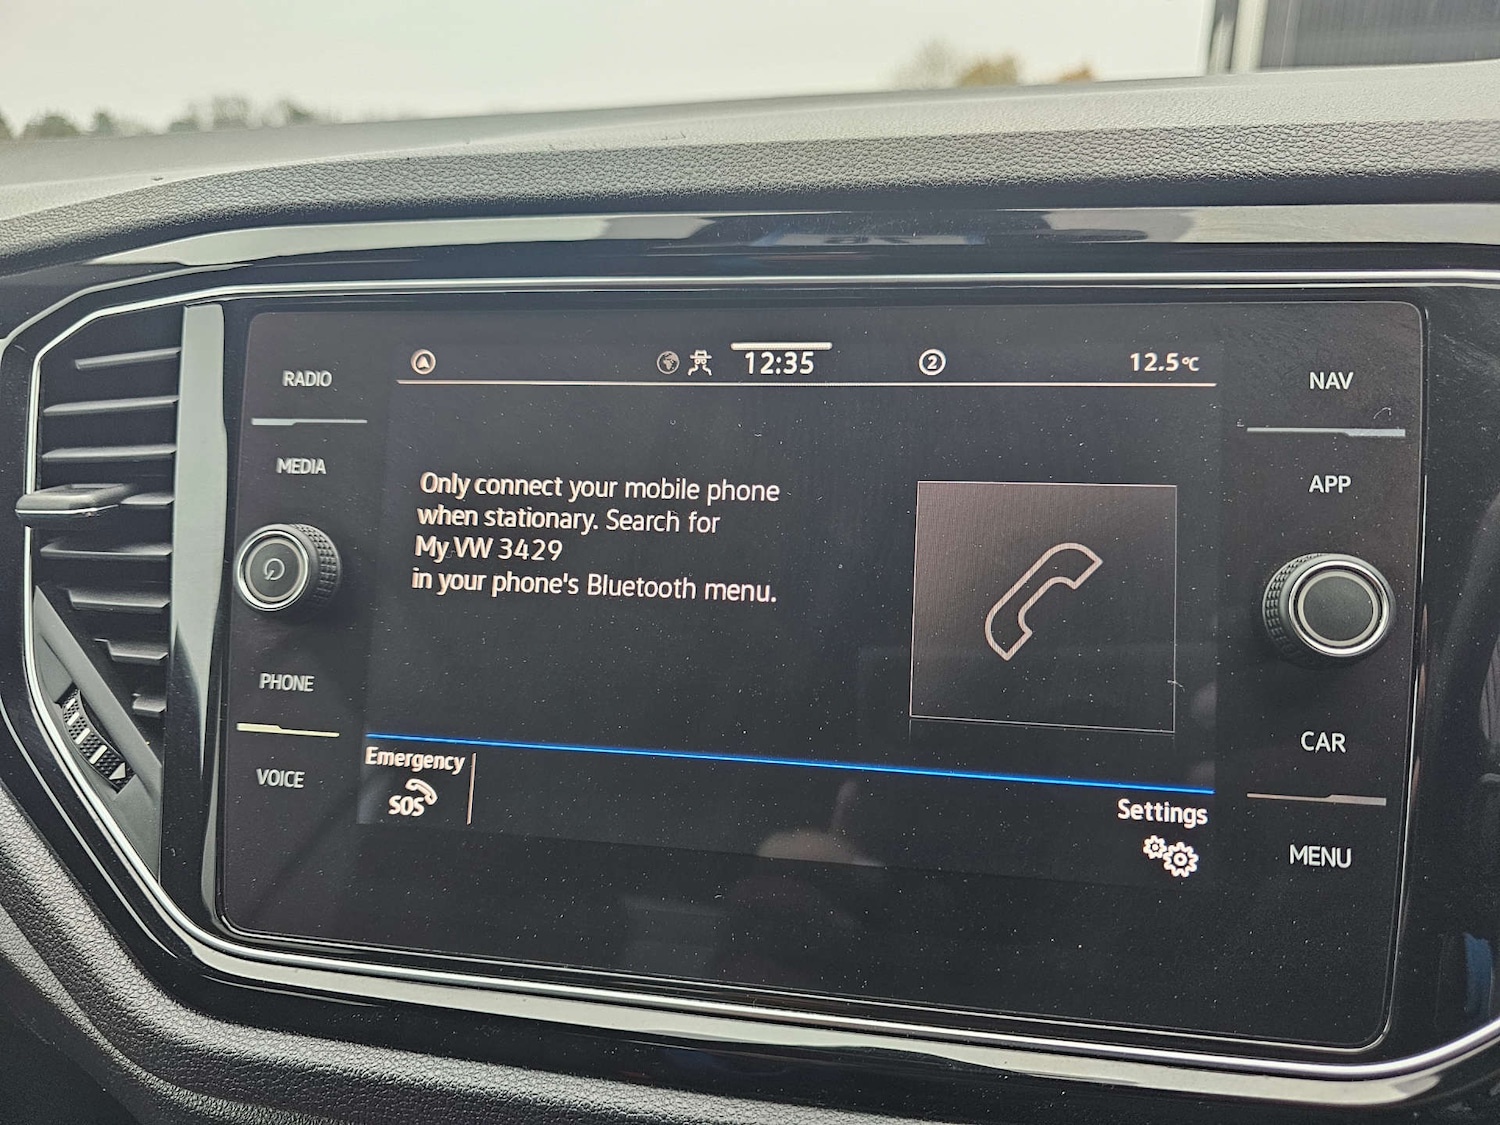 RADIO
12:35
2
12.5°C
NAV
MEDIA
APP
Only connect your mobile phone
when stationary. Search for
My VW 3429
in your phone's Bluetooth menu.
PHONE
CAR
VOICE
Emergency
SOS
Settings
MENU